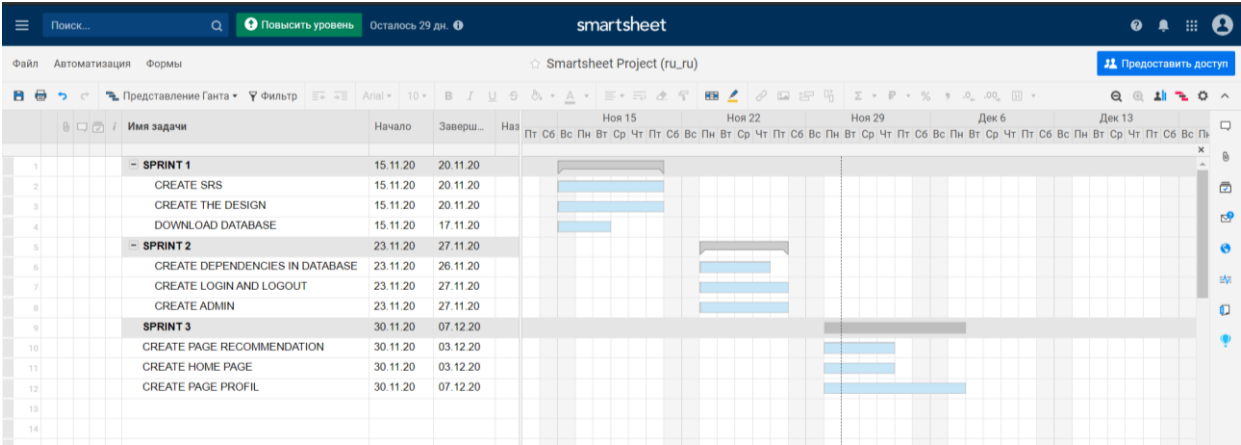 Поиск... Повысить уровень Осталось 29 дн. smartsheet
Файл Автоматизация Формы Smartsheet Project (ru_ru) Предоставить доступ
Представление Ганта Фильтр Arial 10 B I U S A Σ ₽ % .0 .00
Имя задачи Начало Заверш... Наз
Ноя 15 Ноя 22 Ноя 29 Дек 6 Дек 13
Пт Сб Вс Пн Вт Ср Чт Пт Сб Вс Пн Вт Ср Чт Пт Сб Вс Пн Вт Ср Чт Пт Сб Вс Пн Вт Ср Чт Пт Сб Вс Пн Вт Ср Чт Пт Сб Вс Пн
1 SPRINT 1 15.11.20 20.11.20
2 CREATE SRS 15.11.20 20.11.20
3 CREATE THE DESIGN 15.11.20 20.11.20
4 DOWNLOAD DATABASE 15.11.20 17.11.20
5 SPRINT 2 23.11.20 27.11.20
6 CREATE DEPENDENCIES IN DATABASE 23.11.20 26.11.20
7 CREATE LOGIN AND LOGOUT 23.11.20 27.11.20
8 CREATE ADMIN 23.11.20 27.11.20
9 SPRINT 3 30.11.20 07.12.20
10 CREATE PAGE RECOMMENDATION 30.11.20 03.12.20
11 CREATE HOME PAGE 30.11.20 03.12.20
12 CREATE PAGE PROFIL 30.11.20 07.12.20
13
14